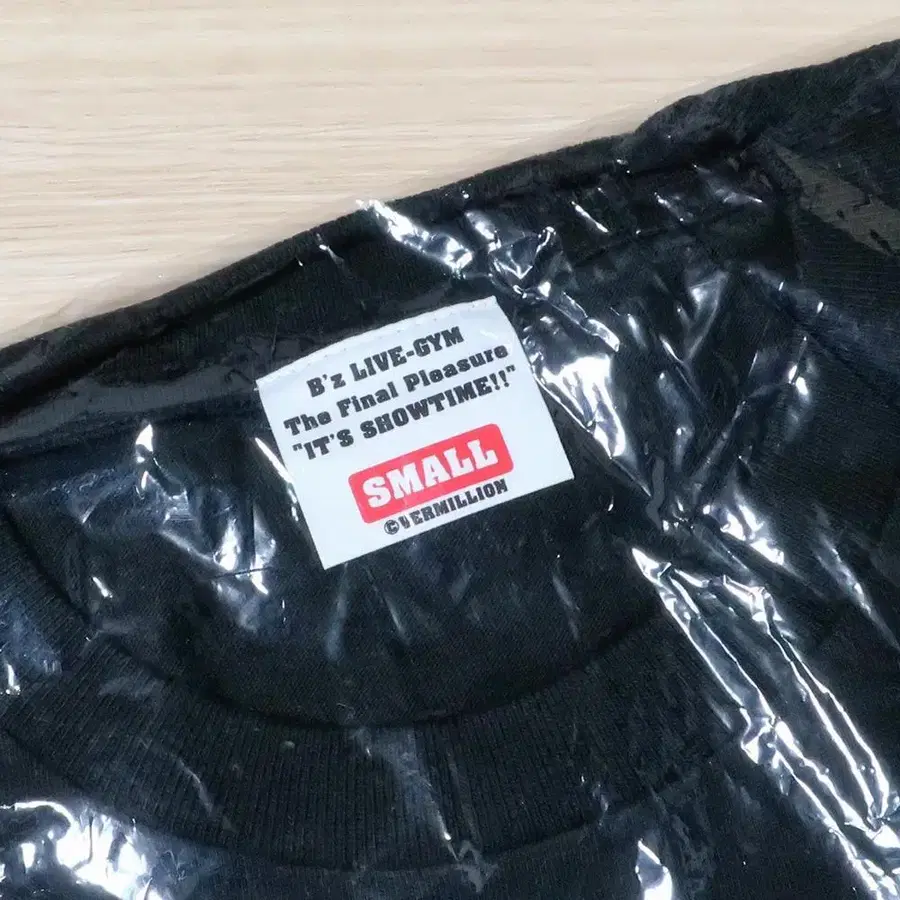 B'z LIVE-GYM
The Final Pleasure
"IT'S SHOWTIME!!"
SMALL
©VERMILLION